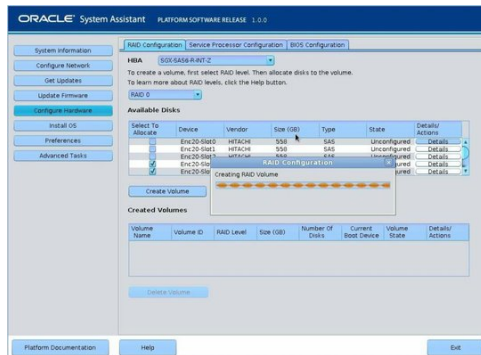 ORACLE® System Assistant PLATFORM SOFTWARE RELEASE 1.0.0
System Information
Configure Network
Get Updates
Update Firmware
Configure Hardware
Install OS
Preferences
Advanced Tasks
RAID Configuration Service Processor Configuration BIOS Configuration
HBA SGX-SAS6-R-INT-Z
To create a volume, first select RAID level. Then allocate disks to the volume.
To learn more about RAID levels, click the Help button.
RAID 0
Available Disks
Select To Allocate Device Vendor Size (GB) Type State Details/ Actions
Enc20-Slot0 HITACHI 558 SAS Unconfigured Details
Enc20-Slot1 HITACHI 558 SAS Unconfigured Details
Details
Details
Details
RAID Configuration
Creating RAID Volume
Create Volume
Created Volumes
Volume Name Volume ID RAID Level Size (GB) Number Of Disks Current Boot Device Volume State Details/ Actions
Delete Volume
Platform Documentation Help Exit